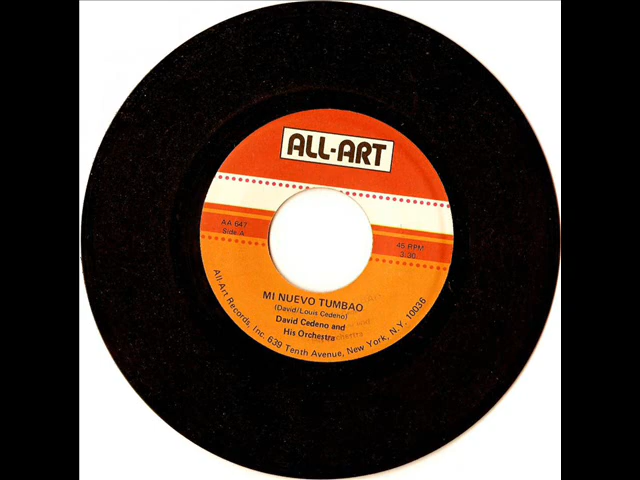 ALL-ART
AA 647
Side A
45 RPM
3:30
MI NUEVO TUMBAO
(David/Louis Cedeno)
David Cedeno and
His Orchestra
All-Art Records, Inc. 639 Tenth Avenue, New York, N.Y. 10036